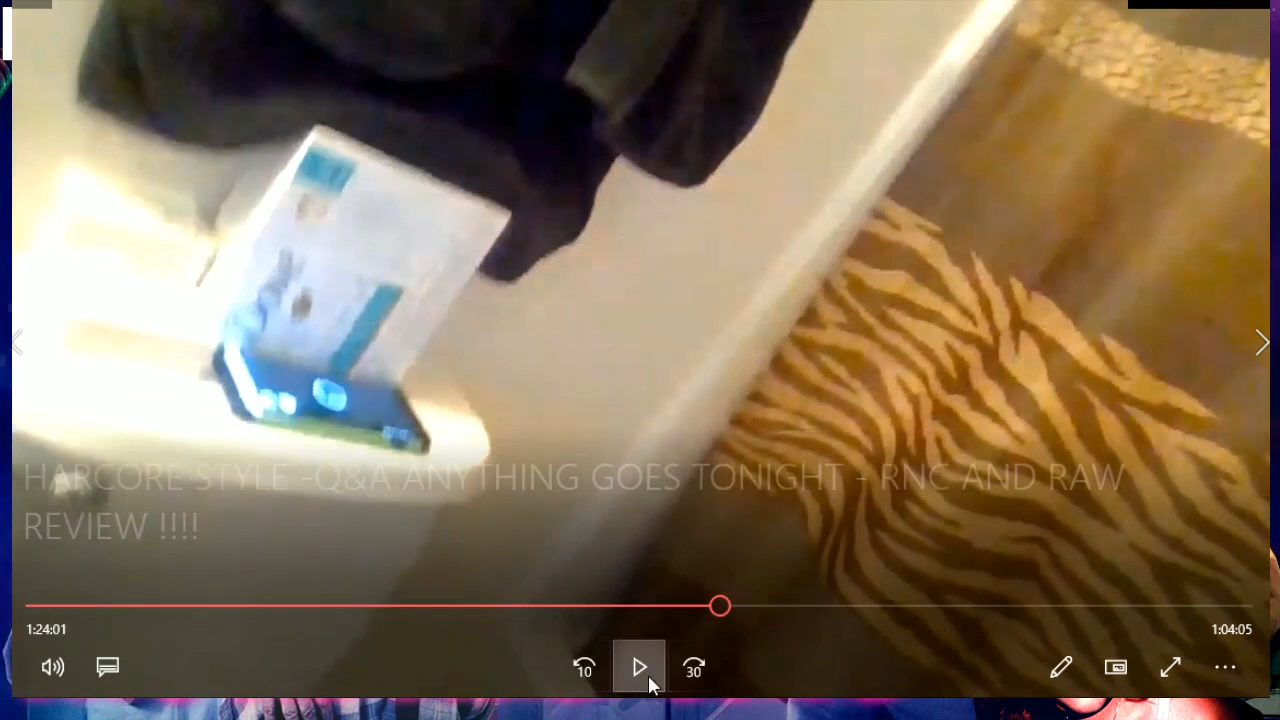 HARCORE STYLE -Q&A ANYTHING GOES TONIGHT - RNC AND RAW
REVIEW !!!!
1:24:01
1:04:05
10
30